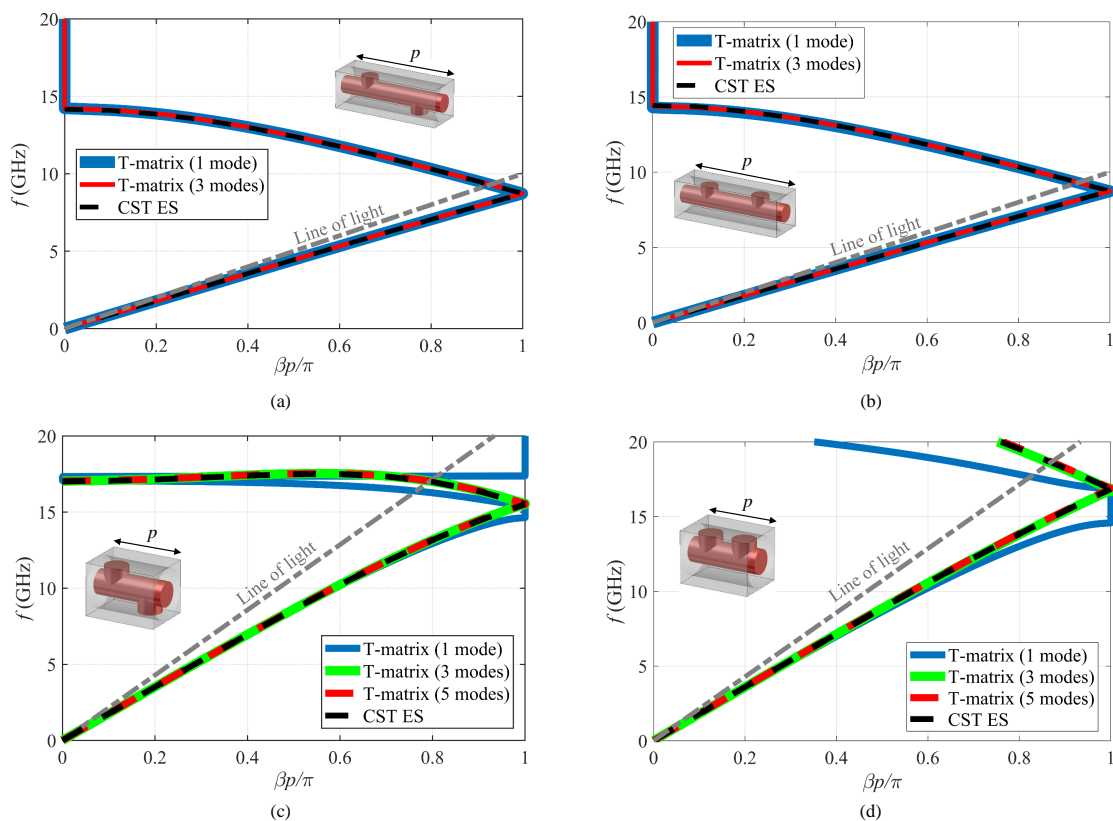 20
15
10
5
0
f (GHz)
p
T-matrix (1 mode)
T-matrix (3 modes)
CST ES
Line of light
0 0.2 0.4 0.6 0.8 1
βp/π
(a)
20
15
10
5
0
f (GHz)
T-matrix (1 mode)
T-matrix (3 modes)
CST ES
p
Line of light
0 0.2 0.4 0.6 0.8 1
βp/π
(b)
20
15
10
5
0
f (GHz)
p
Line of light
T-matrix (1 mode)
T-matrix (3 modes)
T-matrix (5 modes)
CST ES
0 0.2 0.4 0.6 0.8 1
βp/π
(c)
20
15
10
5
0
f (GHz)
p
Line of light
T-matrix (1 mode)
T-matrix (3 modes)
T-matrix (5 modes)
CST ES
0 0.2 0.4 0.6 0.8 1
βp/π
(d)